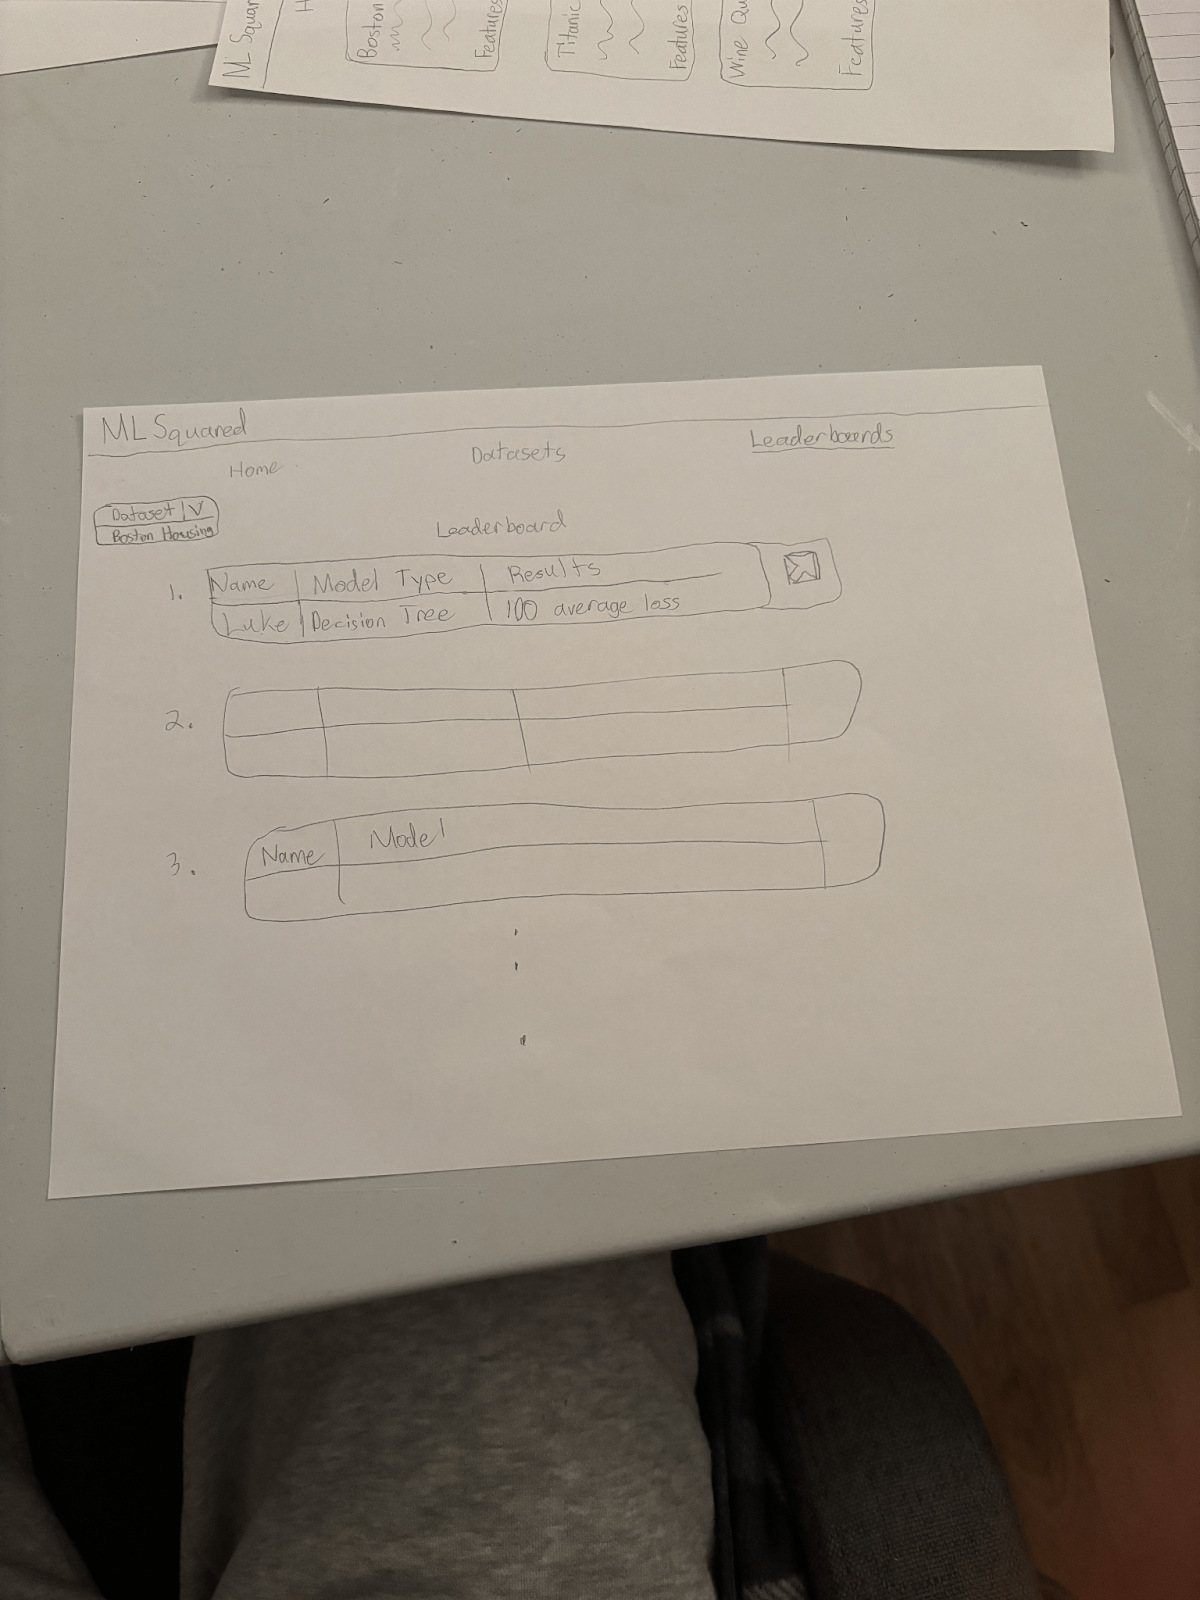 ML Squar
H
Boston
Features
Titanic
Features
Wine Qu
Features
ML Squared
Home Datasets Leaderboards
Dataset V
Boston Housing
Leaderboard
1. Name Model Type Results
Luke Decision Tree 100 average loss
2.
3. Name Model